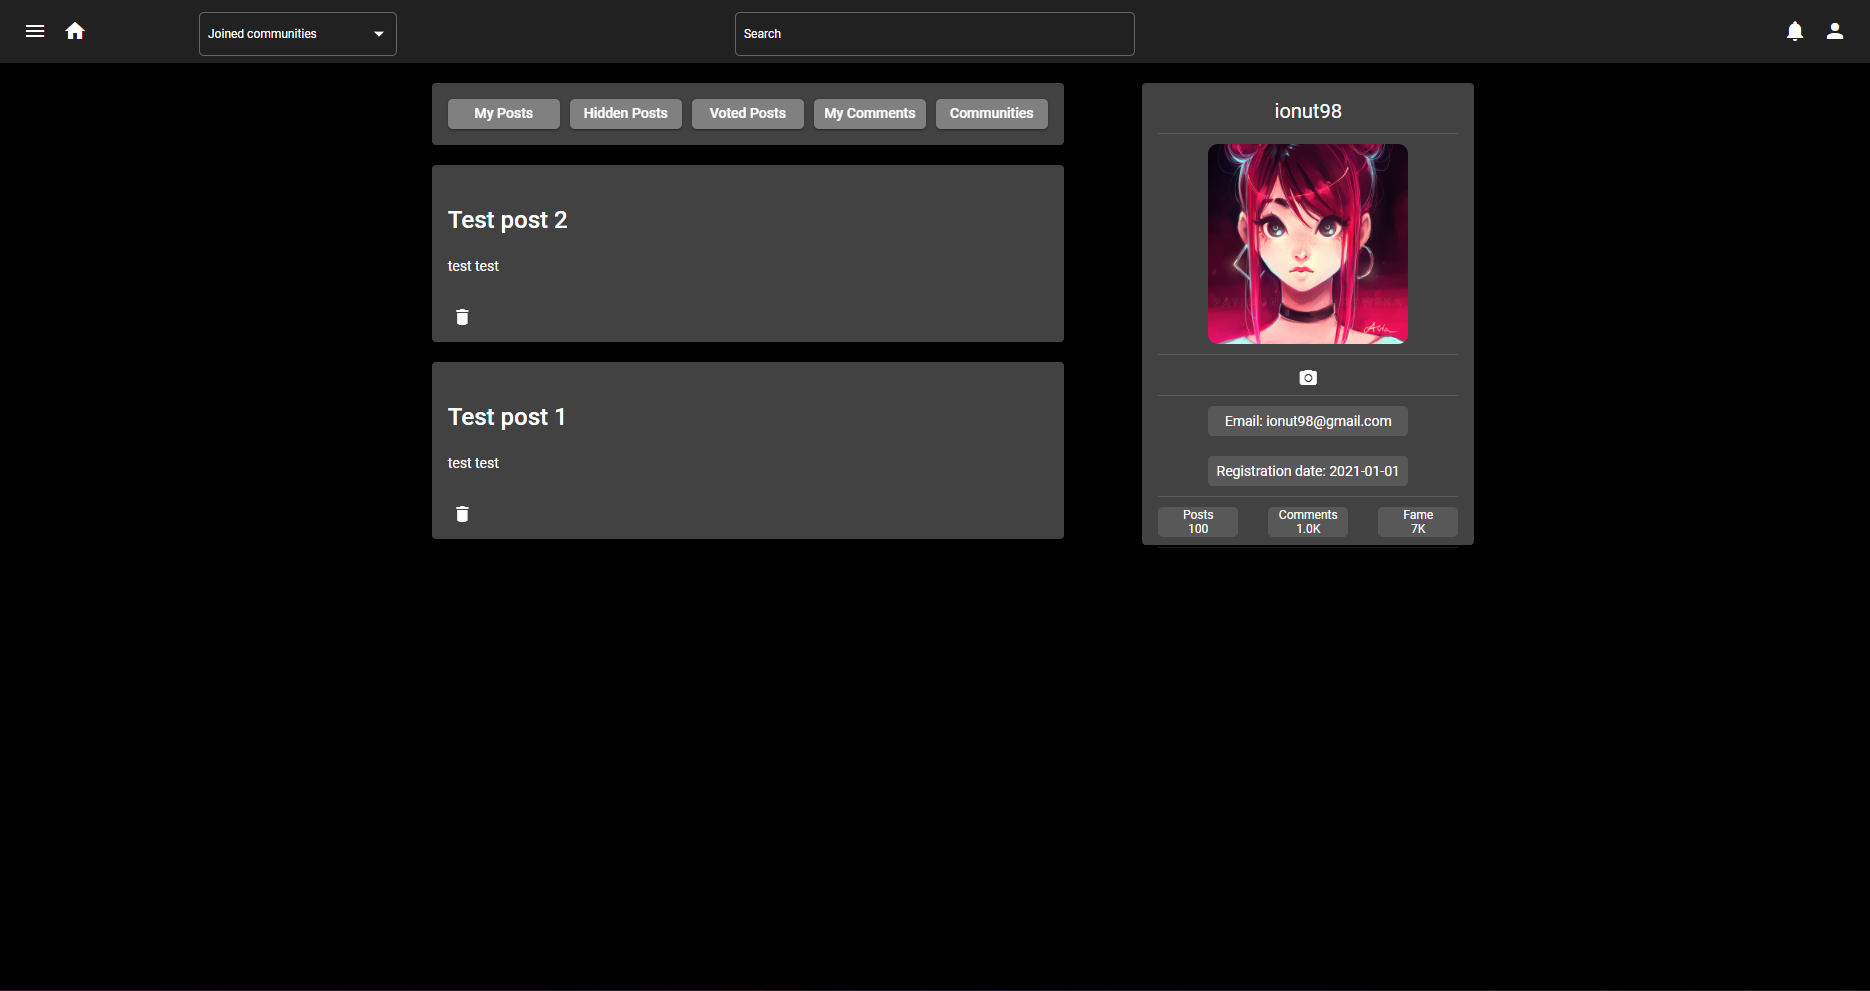 Joined communities
Search
My Posts
Hidden Posts
Voted Posts
My Comments
Communities
Test post 2
test test
Test post 1
test test
ionut98
Email: ionut98@gmail.com
Registration date: 2021-01-01
Posts
100
Comments
1.0K
Fame
7K